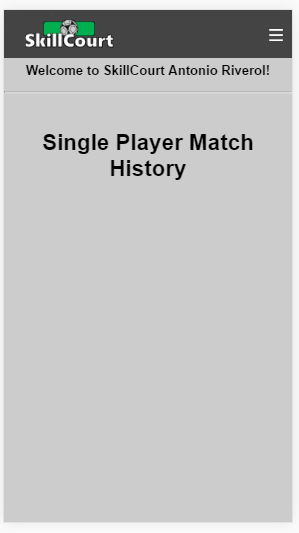 SkillCourt
Welcome to SkillCourt Antonio Riverol!
Single Player Match
History